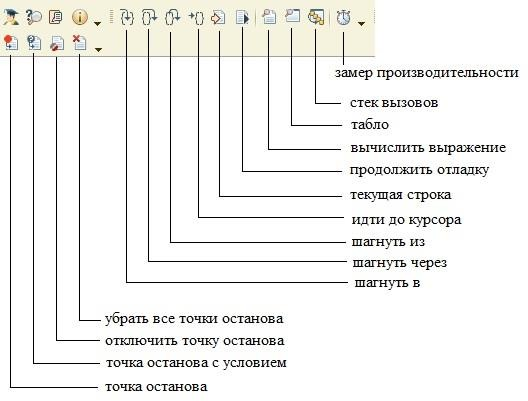 замер производительности
стек вызовов
табло
вычислить выражение
продолжить отладку
текущая строка
идти до курсора
шагнуть из
шагнуть через
шагнуть в
убрать все точки останова
отключить точку останова
точка останова с условием
точка останова